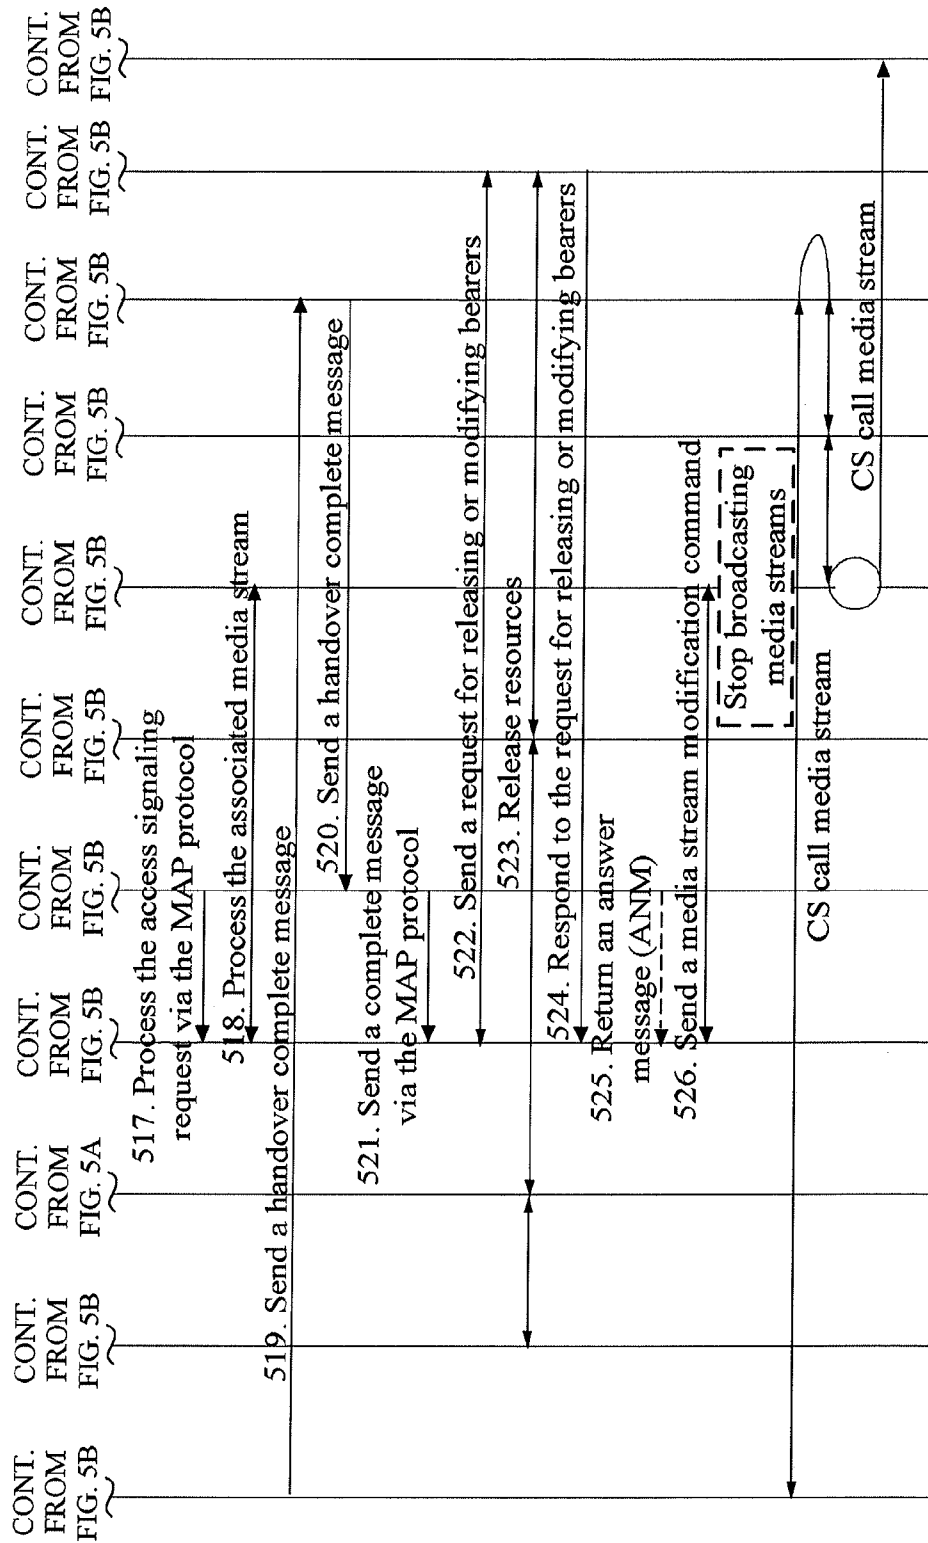 CONT.
FROM
FIG. 5B
CONT.
FROM
FIG. 5B
CONT.
FROM
FIG. 5A
CONT.
FROM
FIG. 5B
CONT.
FROM
FIG. 5B
CONT.
FROM
FIG. 5B
CONT.
FROM
FIG. 5B
CONT.
FROM
FIG. 5B
CONT.
FROM
FIG. 5B
CONT.
FROM
FIG. 5B
CONT.
FROM
FIG. 5B
517. Process the access signaling
request via the MAP protocol
518. Process the associated media stream
519. Send a handover complete message
520. Send a handover complete message
521. Send a complete message
via the MAP protocol
522. Send a request for releasing or modifying bearers
523. Release resources
524. Respond to the request for releasing or modifying bearers
525. Return an answer
message (ANM)
526. Send a media stream modification command
Stop broadcasting
media streams
CS call media stream
CS call media stream